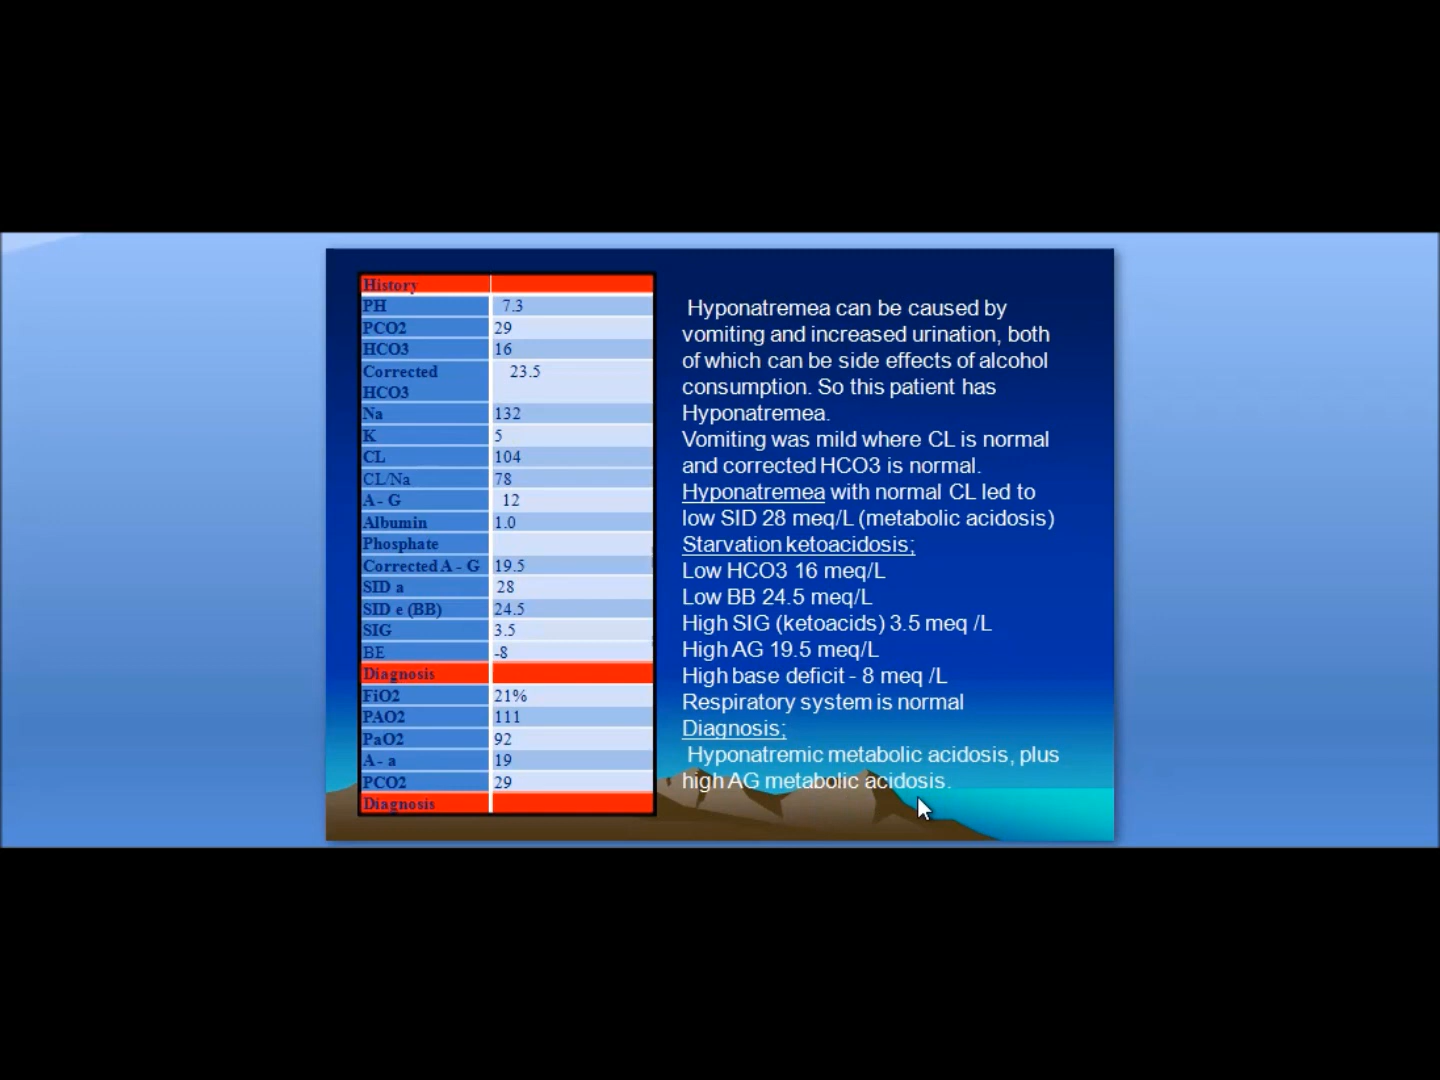 History
PH 7.3
PCO2 29
HCO3 16
Corrected 23.5
HCO3
Na 132
K 5
CL 104
CL/Na 78
A - G 12
Albumin 1.0
Phosphate
Corrected A - G 19.5
SID a 28
SID e (BB) 24.5
SIG 3.5
BE -8
Diagnosis
FiO2 21%
PAO2 111
PaO2 92
A - a 19
PCO2 29
Diagnosis
Hyponatremea can be caused by
vomiting and increased urination, both
of which can be side effects of alcohol
consumption. So this patient has
Hyponatremea.
Vomiting was mild where CL is normal
and corrected HCO3 is normal.
Hyponatremea with normal CL led to
low SID 28 meq/L (metabolic acidosis)
Starvation ketoacidosis;
Low HCO3 16 meq/L
Low BB 24.5 meq/L
High SIG (ketoacids) 3.5 meq /L
High AG 19.5 meq/L
High base deficit - 8 meq /L
Respiratory system is normal
Diagnosis;
Hyponatremic metabolic acidosis, plus
high AG metabolic acidosis.